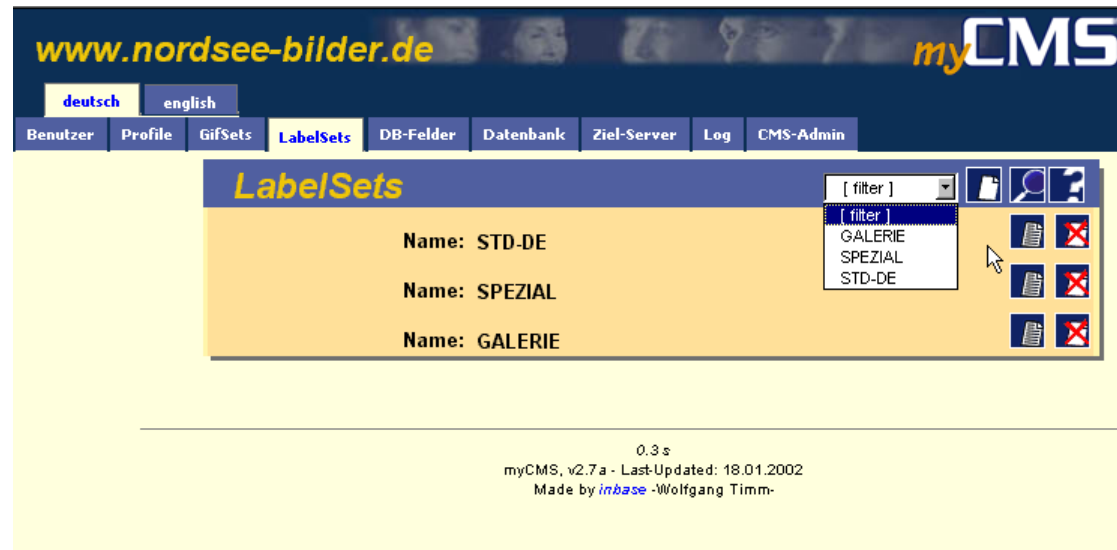 www.nordsee-bilder.de
myCMS
deutsch english
Benutzer Profile GifSets LabelSets DB-Felder Datenbank Ziel-Server Log CMS-Admin
LabelSets [ filter ]
[ filter ]
GALERIE
SPEZIAL
STD-DE
Name: STD-DE
Name: SPEZIAL
Name: GALERIE
0.3 s
myCMS, v2.7a - Last-Updated: 18.01.2002
Made by inbase -Wolfgang Timm-